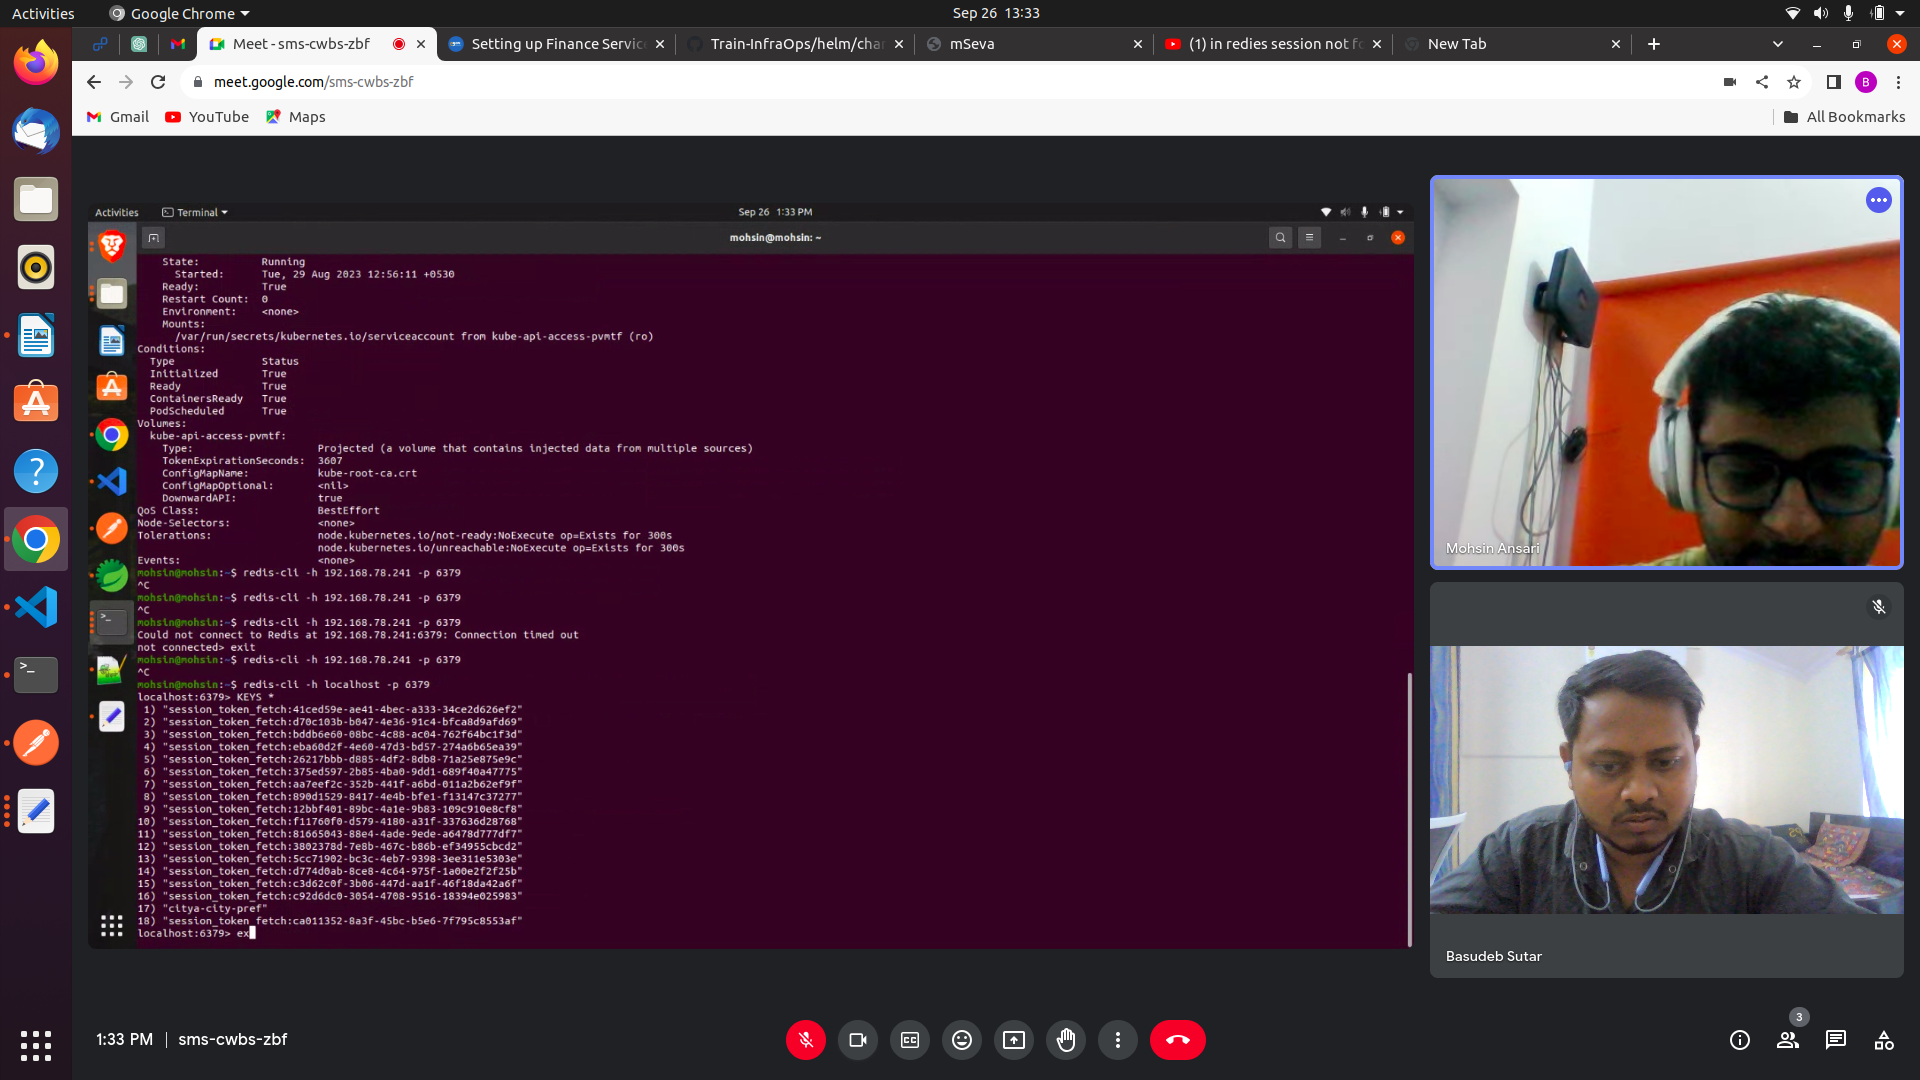 Activities
Google Chrome
Sep 26 13:33
Meet - sms-cwbs-zbf
Setting up Finance Servic
Train-InfraOps/helm/char
mSeva
(1) in redies session not fo
New Tab
meet.google.com/sms-cwbs-zbf
B
Gmail
YouTube
Maps
All Bookmarks
Activities
Terminal
Sep 26 1:33 PM
mohsin@mohsin: ~
State: Running
Started: Tue, 29 Aug 2023 12:56:11 +0530
Ready: True
Restart Count: 0
Environment: <none>
Mounts:
/var/run/secrets/kubernetes.io/serviceaccount from kube-api-access-pvmtf (ro)
Conditions:
Type Status
Initialized True
Ready True
ContainersReady True
PodScheduled True
Volumes:
kube-api-access-pvmtf:
Type: Projected (a volume that contains injected data from multiple sources)
TokenExpirationSeconds: 3607
ConfigMapName: kube-root-ca.crt
ConfigMapOptional: <nil>
DownwardAPI: true
QoS Class: BestEffort
Node-Selectors: <none>
Tolerations: node.kubernetes.io/not-ready:NoExecute op=Exists for 300s
node.kubernetes.io/unreachable:NoExecute op=Exists for 300s
Events: <none>
mohsin@mohsin:~$ redis-cli -h 192.168.78.241 -p 6379
^C
mohsin@mohsin:~$ redis-cli -h 192.168.78.241 -p 6379
^C
mohsin@mohsin:~$ redis-cli -h 192.168.78.241 -p 6379
Could not connect to Redis at 192.168.78.241:6379: Connection timed out
not connected> exit
mohsin@mohsin:~$ redis-cli -h 192.168.78.241 -p 6379
^C
mohsin@mohsin:~$ redis-cli -h localhost -p 6379
localhost:6379> KEYS *
1) "session_token_fetch:41ced59e-ae41-4bec-a333-34ce2d626ef2"
2) "session_token_fetch:d70c103b-b047-4e36-91c4-bfca8d9afd69"
3) "session_token_fetch:bddb6e60-08bc-4c88-ac04-762f64bc1f3d"
4) "session_token_fetch:eba60d2f-4e60-47d3-bd57-274a6b65ea39"
5) "session_token_fetch:26217bbb-d885-4df2-8db8-71a25e875e9c"
6) "session_token_fetch:375ed597-2b85-4ba0-9dd1-689f40a47775"
7) "session_token_fetch:aa7eef2c-352b-441f-a6bd-011a2b62ef9f"
8) "session_token_fetch:890d1529-8417-4e4b-bfe1-f13147c37277"
9) "session_token_fetch:12bbf401-89bc-4a1e-9b83-109c910e8cf8"
10) "session_token_fetch:f11760f0-d579-4180-a31f-337636d28768"
11) "session_token_fetch:81665043-88e4-4ade-9ede-a6478d777df7"
12) "session_token_fetch:3802378d-7e8b-467c-b86b-ef34955cbcd2"
13) "session_token_fetch:5cc71902-bc3c-4eb7-9398-3ee311e5303e"
14) "session_token_fetch:d774d0ab-8ce8-4c64-975f-1a00e2f2f25b"
15) "session_token_fetch:c3d62c0f-3b06-447d-aa1f-46f18da42a6f"
16) "session_token_fetch:c92d6dc0-3054-4708-9516-18394e025983"
17) "citya-city-pref"
18) "session_token_fetch:ca011352-8a3f-45bc-b5e6-7f795c8553af"
localhost:6379> ex
Mohsin Ansari
Basudeb Sutar
1:33 PM
sms-cwbs-zbf
3